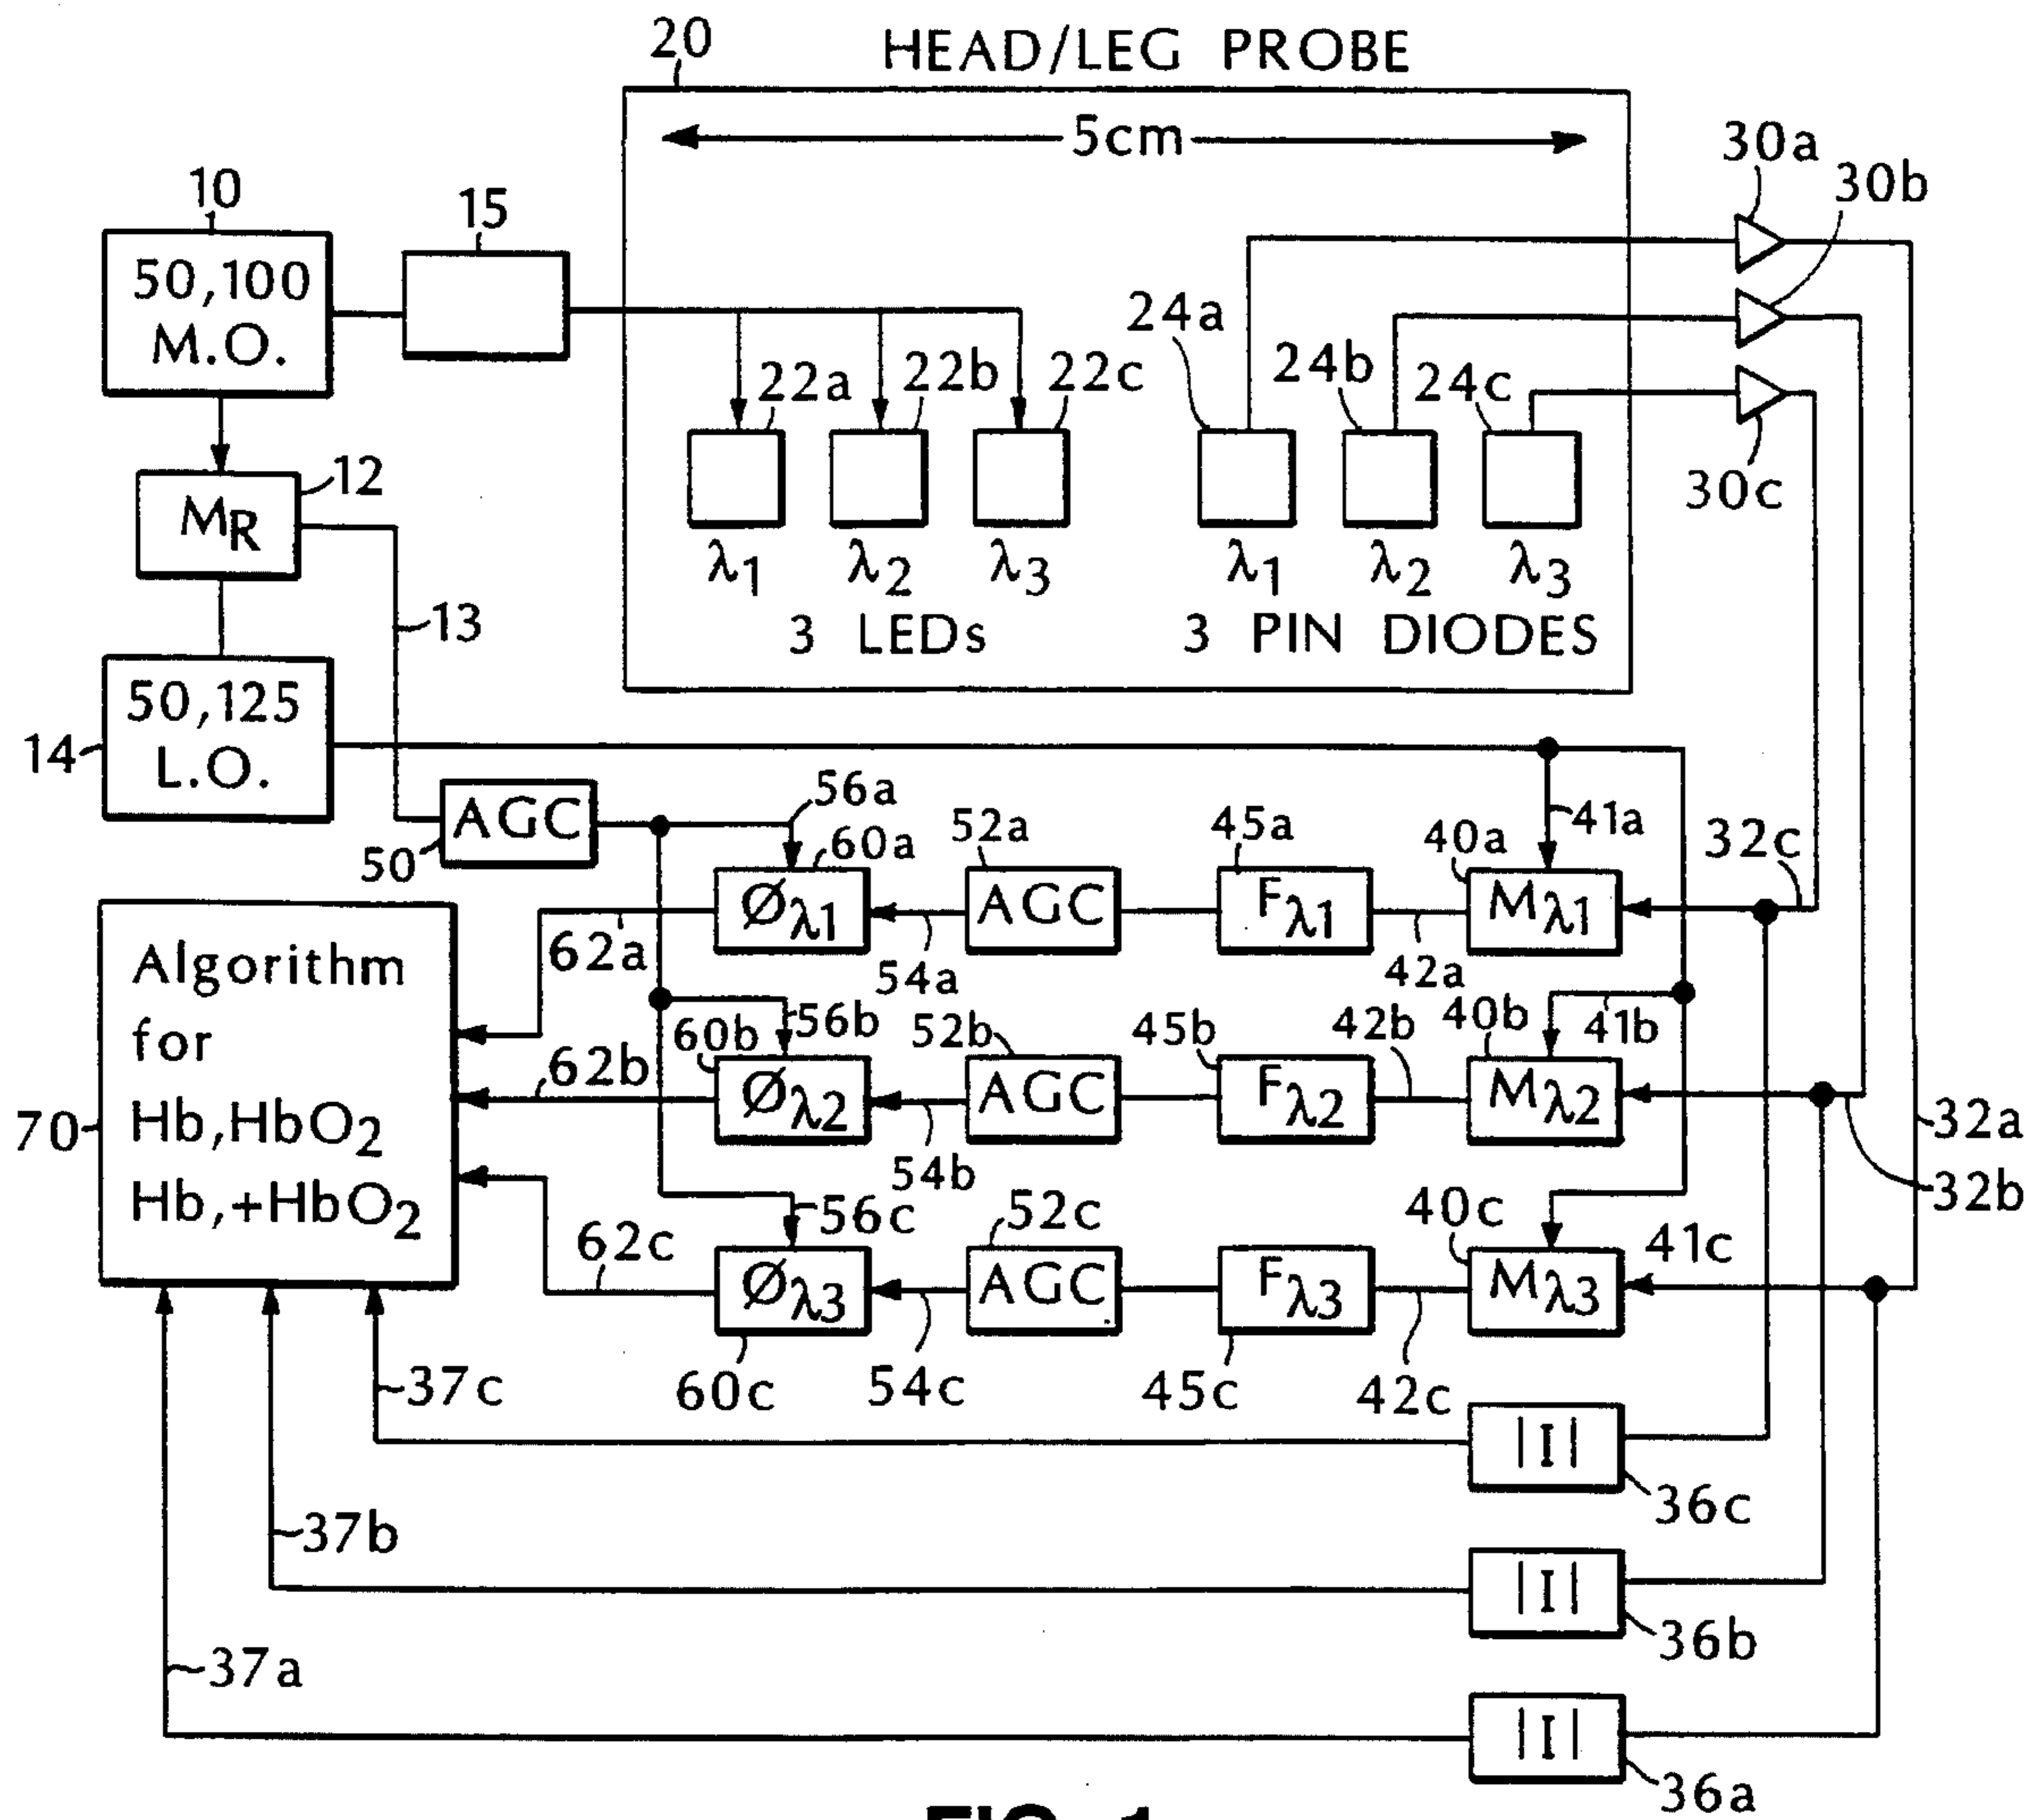 20
HEAD/LEG PROBE
5cm
10
15
30a
30b
50,100
M.O.
24a
22a
22b
22c
24b
24c
12
MR
30c
λ1
λ2
λ3
λ1
λ2
λ3
13
3 LEDs
3 PIN DIODES
50,125
L.O.
14
AGC
50
56a
60a
52a
45a
40a
41a
32c
Øλ1
AGC
Fλ1
Mλ1
62a
54a
42a
Algorithm
for
Hb,HbO2
Hb,+HbO2
70
60b
56b
52b
45b
42b
40b
41b
62b
Øλ2
AGC
Fλ2
Mλ2
54b
32a
32b
62c
56c
52c
40c
41c
Øλ3
AGC
Fλ3
Mλ3
37c
60c
54c
45c
42c
|I|
36c
37b
|I|
36b
37a
|I|
36a
FIG. 1